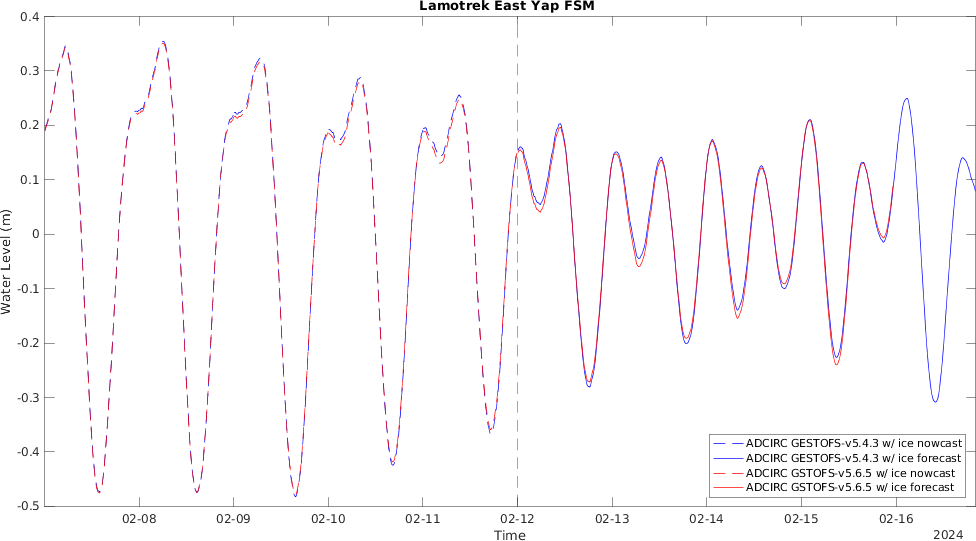 Lamotrek East Yap FSM
0.4
0.3
0.2
0.1
0
-0.1
-0.2
-0.3
-0.4
-0.5
Water Level (m)
ADCIRC GESTOFS-v5.4.3 w/ ice nowcast
ADCIRC GESTOFS-v5.4.3 w/ ice forecast
ADCIRC GSTOFS-v5.6.5 w/ ice nowcast
ADCIRC GSTOFS-v5.6.5 w/ ice forecast
02-08 02-09 02-10 02-11 02-12 02-13 02-14 02-15 02-16
Time
2024